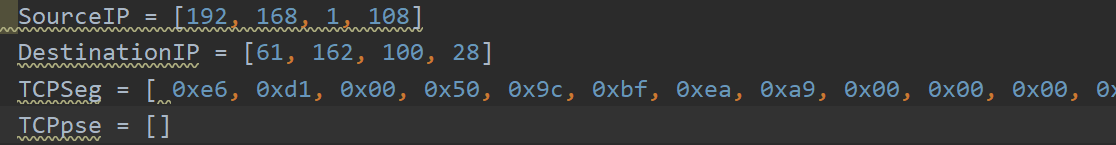 SourceIP = [192, 168, 1, 108]
DestinationIP = [61, 162, 100, 28]
TCPSeg = [ 0xe6, 0xd1, 0x00, 0x50, 0x9c, 0xbf, 0xea, 0xa9, 0x00, 0x00, 0x00,
TCPpse = []